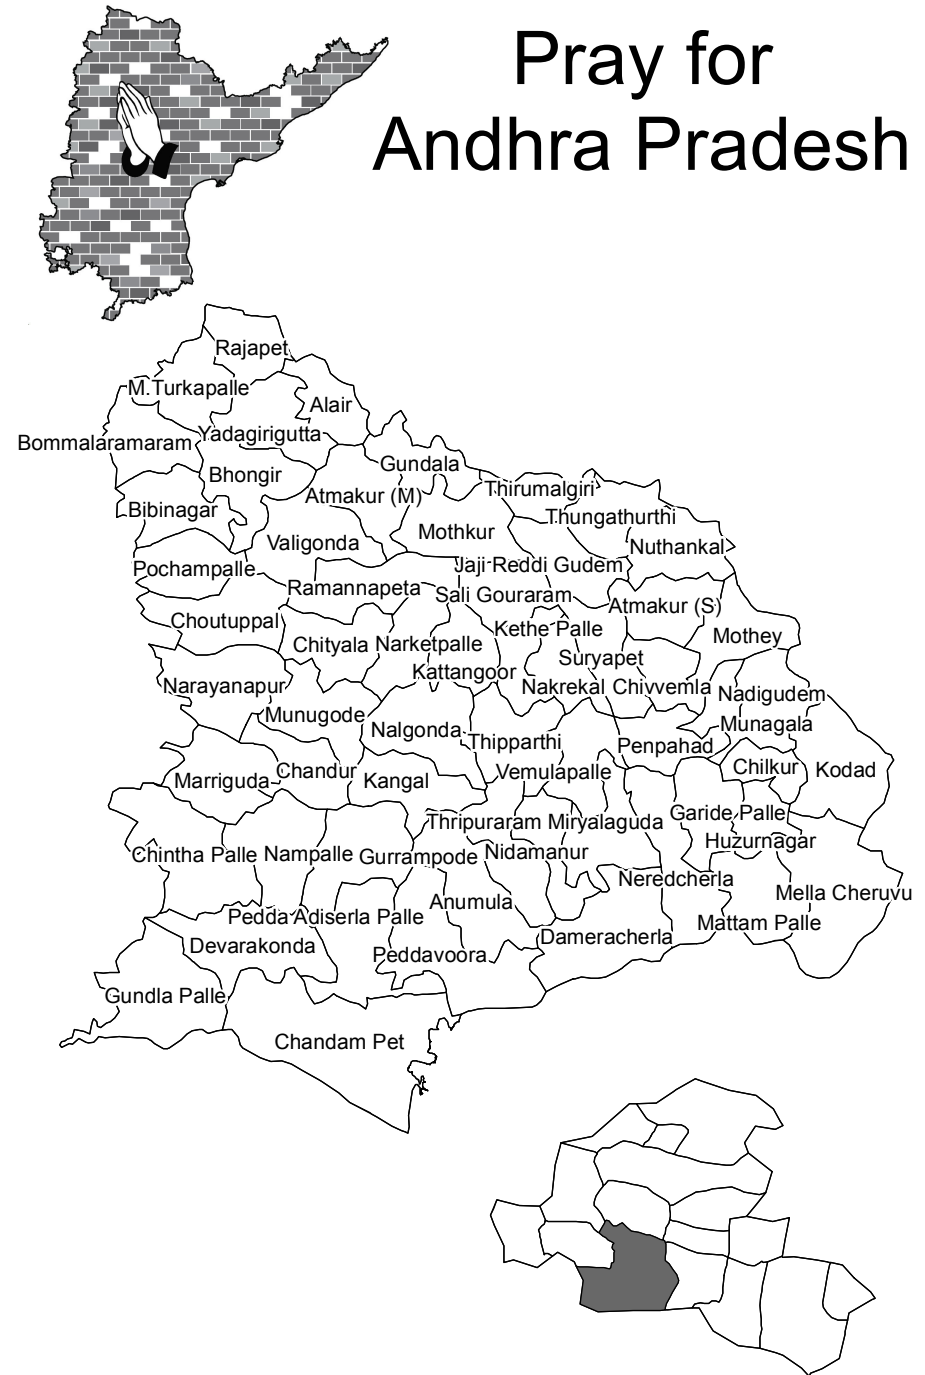 Pray for
Andhra Pradesh
Rajapet
M.Turkapalle
Alair
Yadagirigutta
Bommalaramaram
Gundala
Bhongir
Thirumalgiri
Atmakur (M)
Bibinagar
Thungathurthi
Mothkur
Valigonda
Nuthankal
Jaji-Reddi Gudem
Pochampalle
Ramannapeta
Sali Gouraram
Atmakur (S)
Choutuppal
Kethe Palle
Mothey
Chityala
Narketpalle
Suryapet
Kattangoor
Narayanapur
Nakrekal
Chivvemla
Nadigudem
Munugode
Munagala
Nalgonda
Thipparthi
Penpahad
Chandur
Vemulapalle
Chilkur
Kodad
Marriguda
Kangal
Garide Palle
Thripuraram
Miryalaguda
Huzurnagar
Chintha Palle
Nampalle
Gurrampode
Nidamanur
Neredcherla
Mella Cheruvu
Anumula
Pedda Adiserla Palle
Mattam Palle
Devarakonda
Dameracherla
Peddavoora
Gundla Palle
Chandam Pet